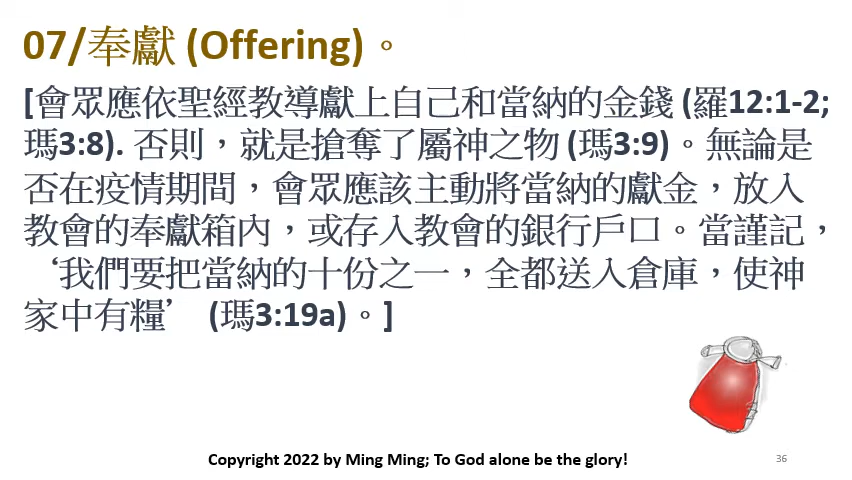 07/奉獻 (Offering)。
[會眾應依聖經教導獻上自己和當納的金錢 (羅12:1-2;
瑪3:8). 否則，就是搶奪了屬神之物 (瑪3:9)。無論是
否在疫情期間，會眾應該主動將當納的獻金，放入
教會的奉獻箱內，或存入教會的銀行戶口。當謹記，
‘我們要把當納的十份之一，全都送入倉庫，使神
家中有糧’ (瑪3:19a)。]
Copyright 2022 by Ming Ming; To God alone be the glory!
36